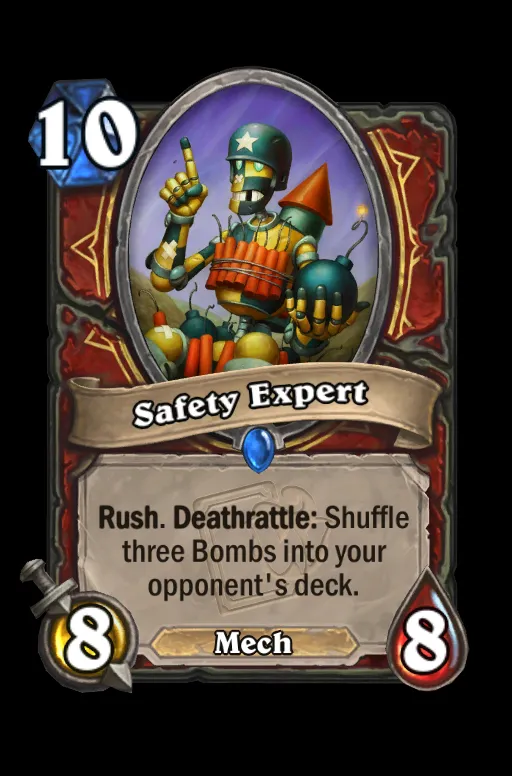 10
Safety Expert
Rush. Deathrattle: Shuffle
three Bombs into your
opponent's deck.
8
Mech
8